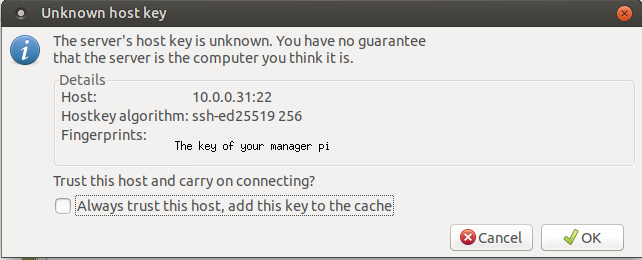 Unknown host key
The server's host key is unknown. You have no guarantee
that the server is the computer you think it is.
Details
Host: 10.0.0.31:22
Hostkey algorithm: ssh-ed25519 256
Fingerprints:
The key of your manager pi
Trust this host and carry on connecting?
Always trust this host, add this key to the cache
Cancel OK